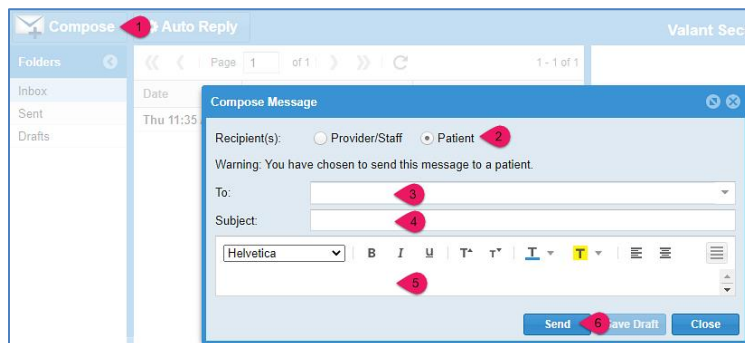 Compose 1 Auto Reply Valant Sec
Folders Page 1 of 1 1 - 1 of 1
Inbox Date
Sent Thu 11:35
Drafts
Compose Message
Recipient(s): Provider/Staff Patient 2
Warning: You have chosen to send this message to a patient.
To: 3
Subject: 4
Helvetica B I U T T T T
5
Send 6 Save Draft Close